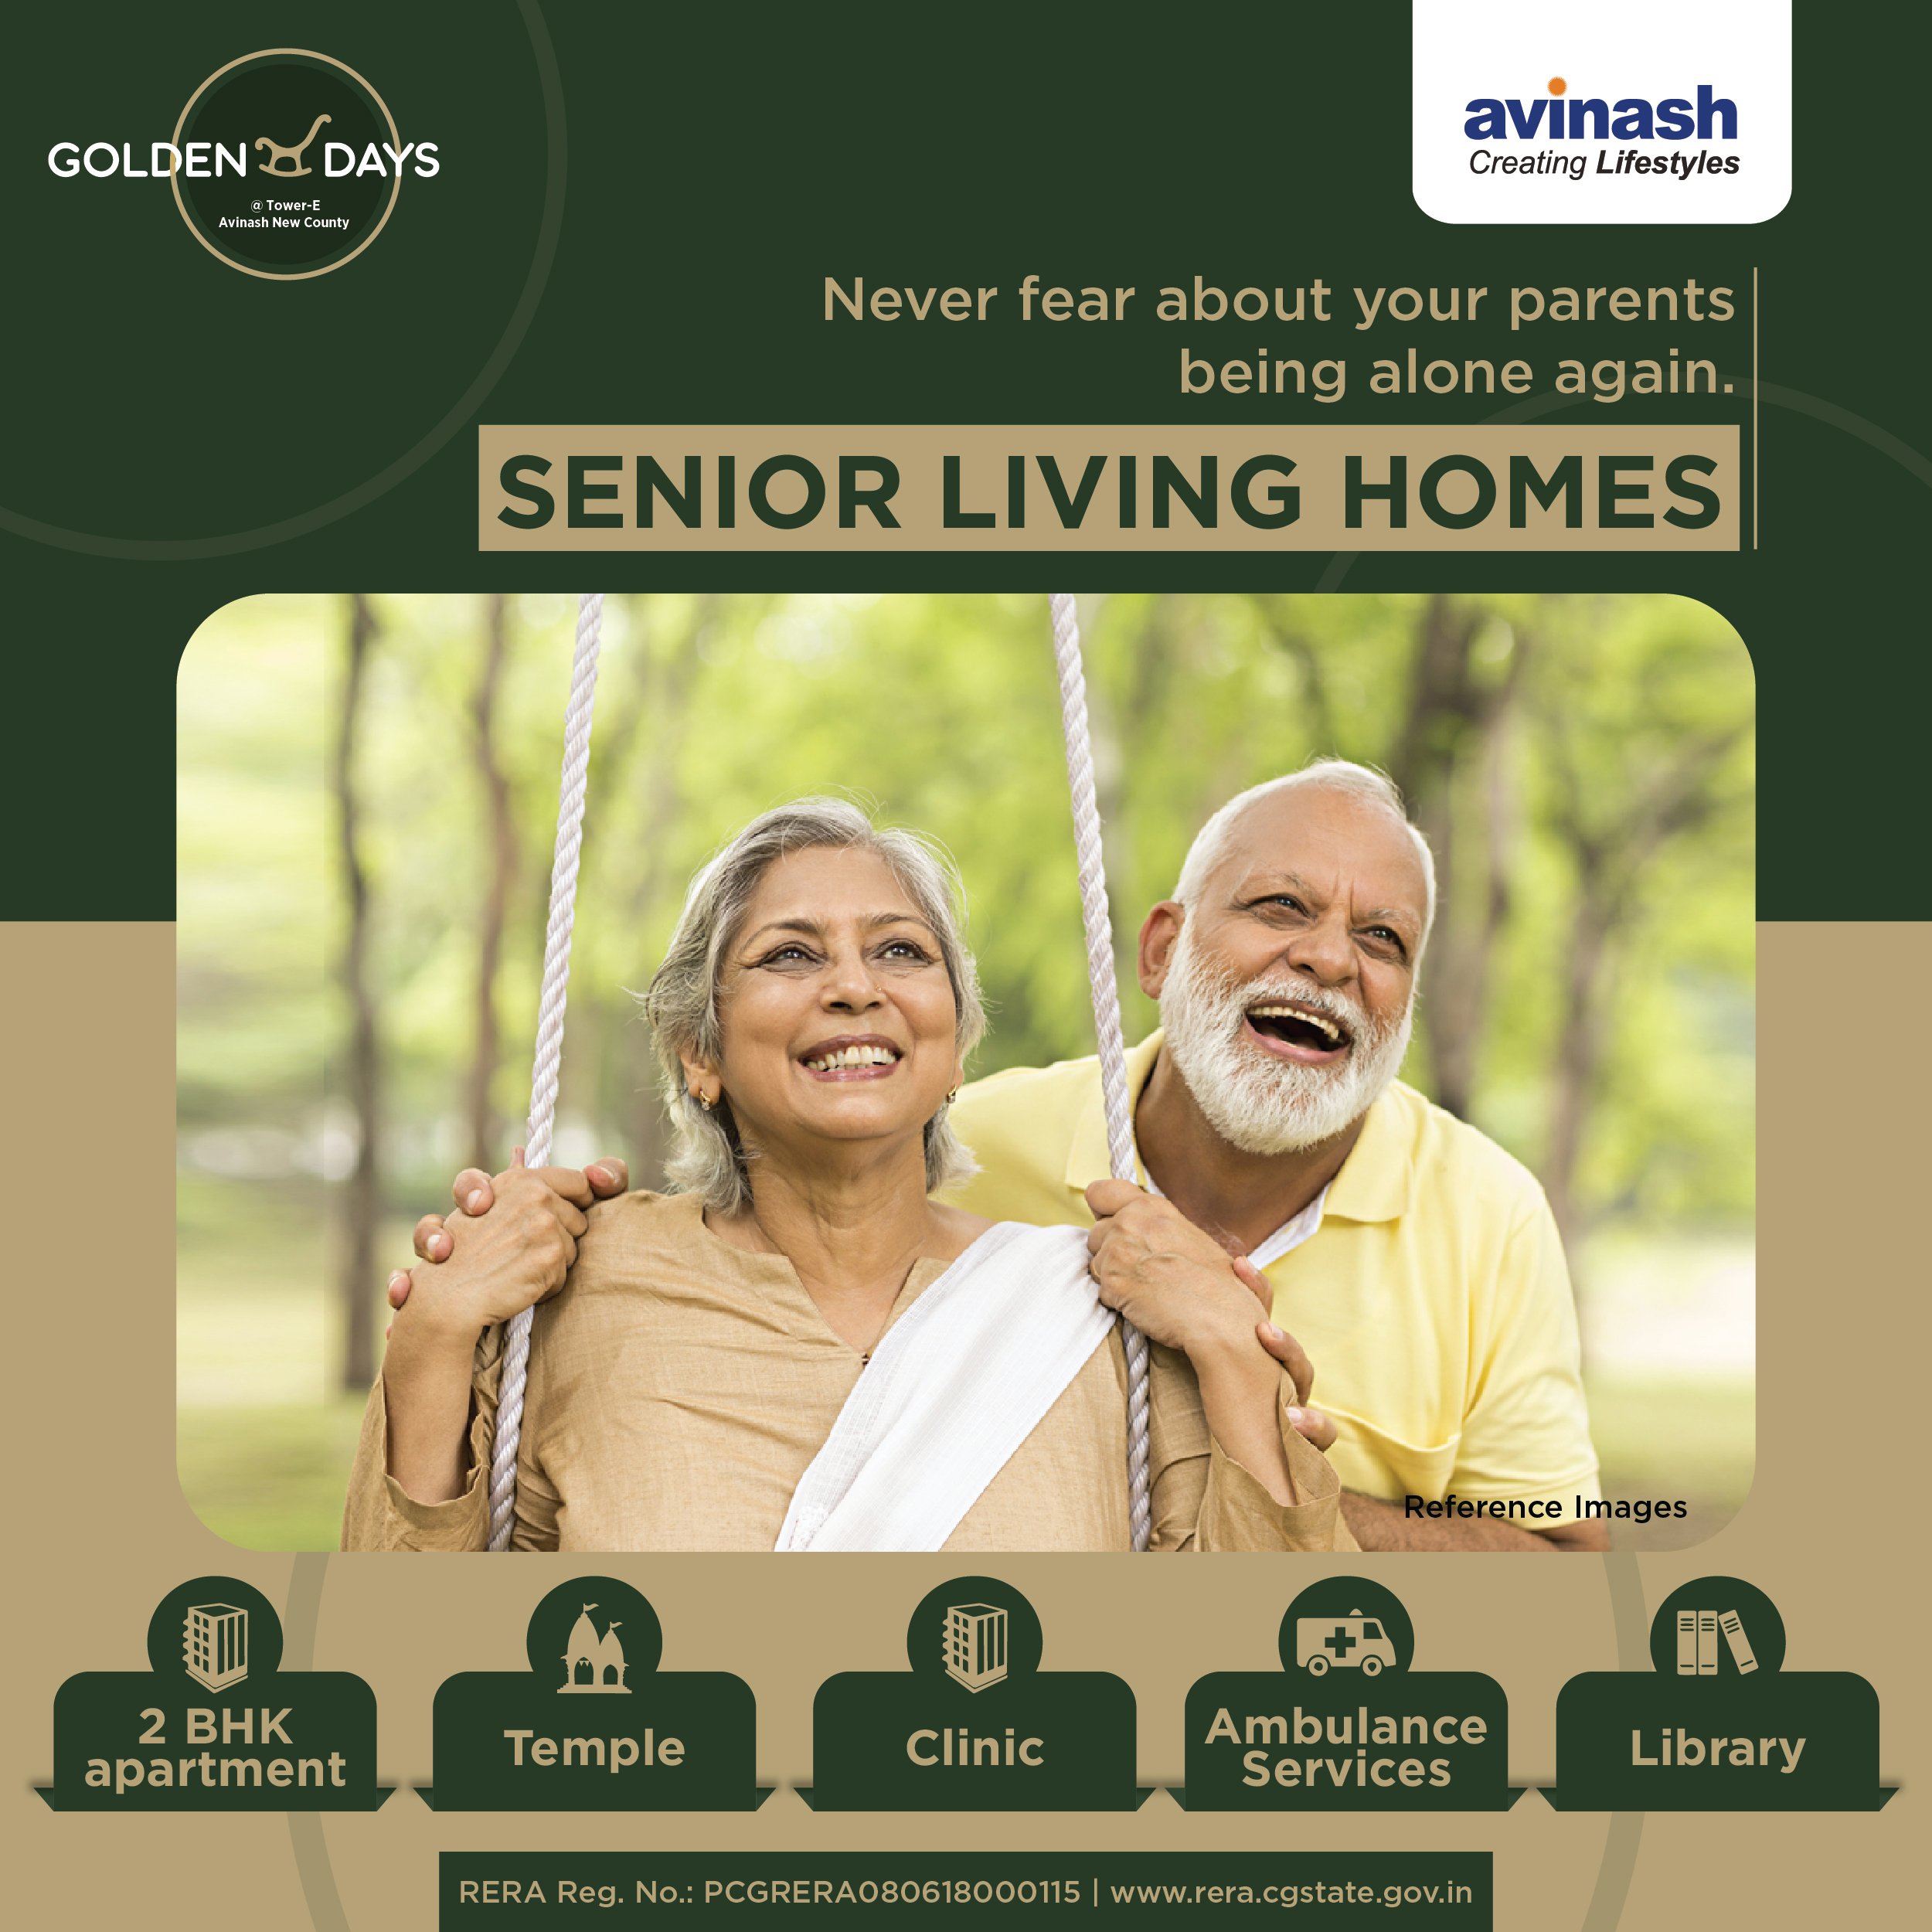 GOLDEN DAYS
@ Tower-E
Avinash New County
avinash
Creating Lifestyles
Never fear about your parents
being alone again.
SENIOR LIVING HOMES
Reference Images
2 BHK
apartment
Temple
Clinic
Ambulance
Services
Library
RERA Reg. No.: PCGRERA080618000115 | www.rera.cgstate.gov.in